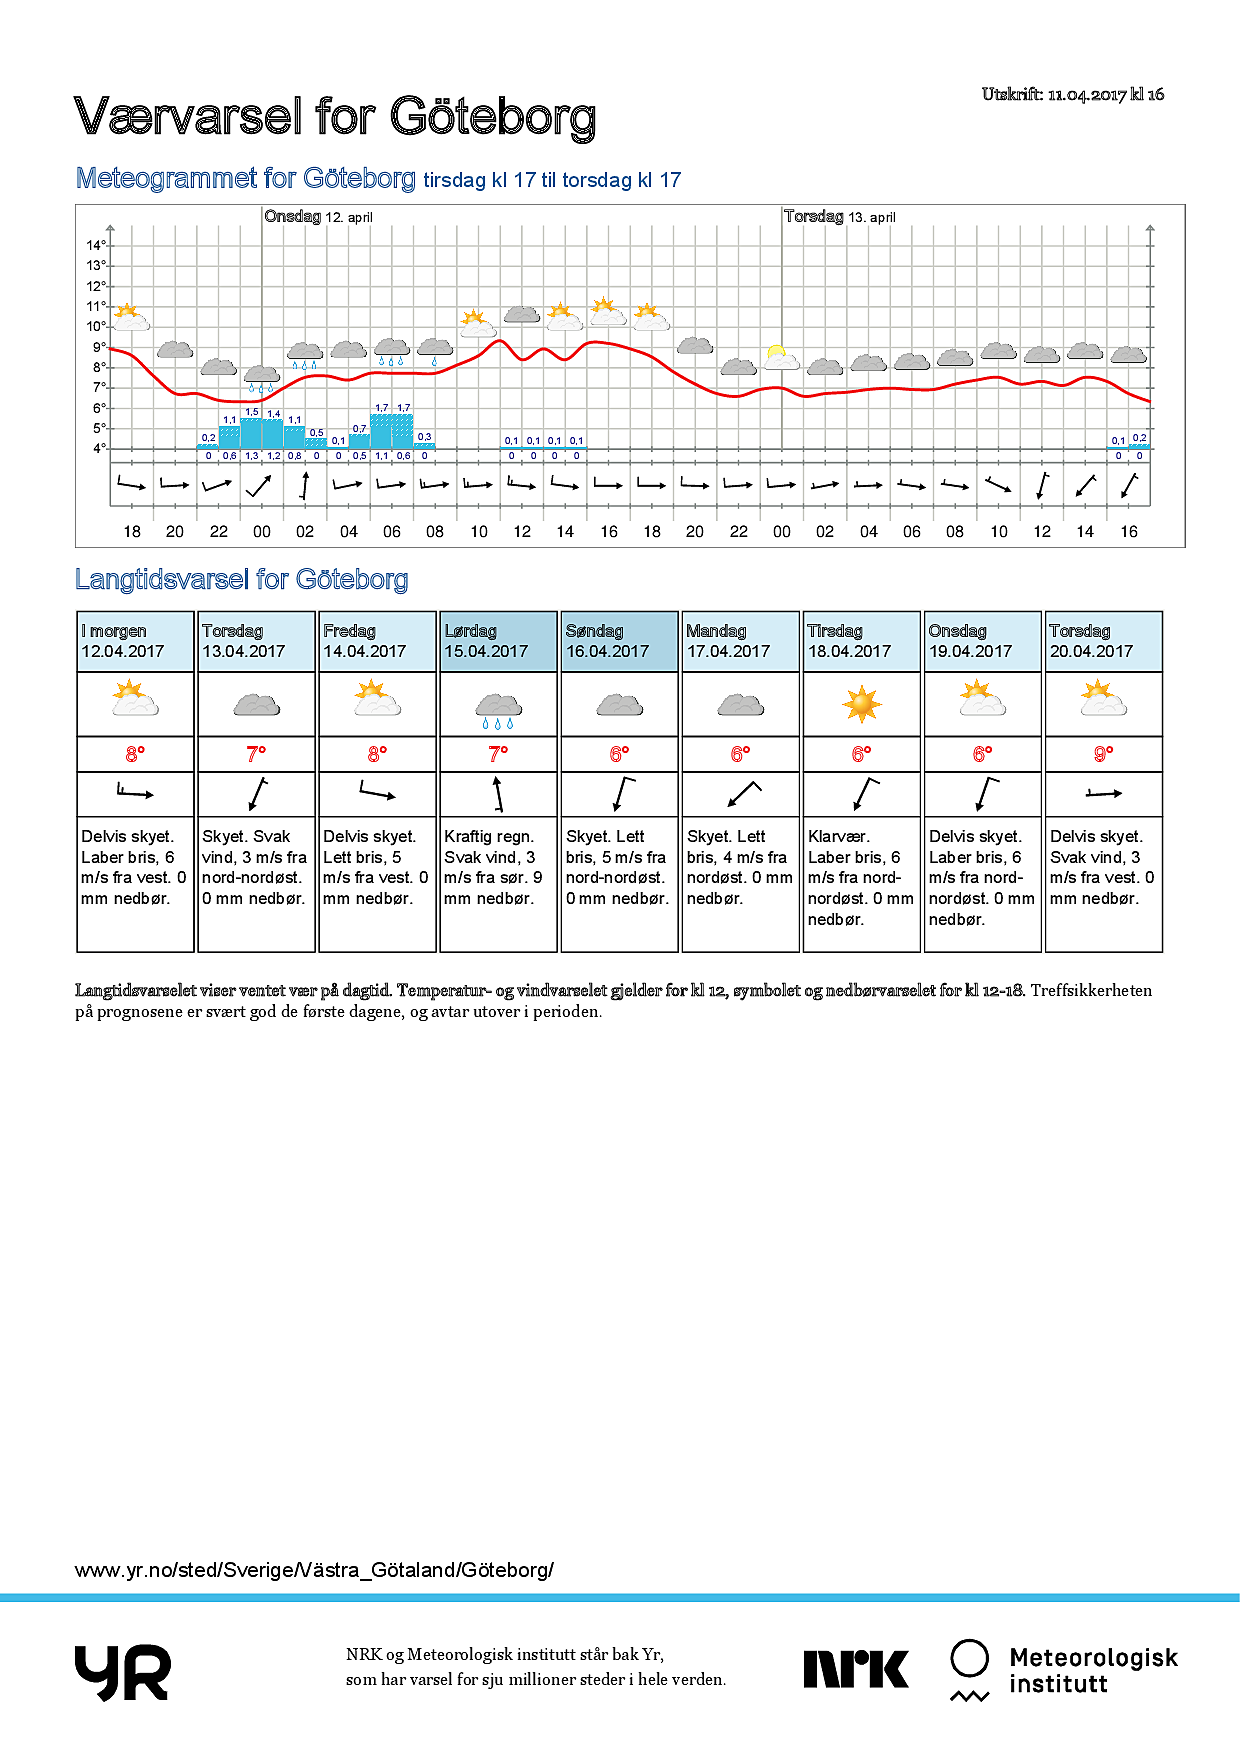 Værvarsel for Göteborg
Utskrift: 11.04.2017 kl 16
Meteogrammet for Göteborg tirsdag kl 17 til torsdag kl 17
Onsdag 12. april
Torsdag 13. april
14°
13°
12°
11°
10°
9°
8°
7°
6°
5°
4°
0,2 1,1 1,5 1,4 1,1 0,5 0,1 0,7 1,7 1,7 0,3 0,1 0,1 0,1 0,1 0,1 0,2
0 0,6 1,3 1,2 0,8 0 0 0,5 1,1 0,6 0 0 0 0 0 0 0
18 20 22 00 02 04 06 08 10 12 14 16 18 20 22 00 02 04 06 08 10 12 14 16
Langtidsvarsel for Göteborg
I morgen
12.04.2017
Torsdag
13.04.2017
Fredag
14.04.2017
Lørdag
15.04.2017
Søndag
16.04.2017
Mandag
17.04.2017
Tirsdag
18.04.2017
Onsdag
19.04.2017
Torsdag
20.04.2017
8° 7° 8° 7° 6° 6° 6° 6° 9°
Delvis skyet.
Laber bris, 6
m/s fra vest. 0
mm nedbør.
Skyet. Svak
vind, 3 m/s fra
nord-nordøst.
0 mm nedbør.
Delvis skyet.
Lett bris, 5
m/s fra vest. 0
mm nedbør.
Kraftig regn.
Svak vind, 3
m/s fra sør. 9
mm nedbør.
Skyet. Lett
bris, 5 m/s fra
nord-nordøst.
0 mm nedbør.
Skyet. Lett
bris, 4 m/s fra
nordøst. 0 mm
nedbør.
Klarvær.
Laber bris, 6
m/s fra nord-
nordøst. 0 mm
nedbør.
Delvis skyet.
Laber bris, 6
m/s fra nord-
nordøst. 0 mm
nedbør.
Delvis skyet.
Svak vind, 3
m/s fra vest. 0
mm nedbør.
Langtidsvarselet viser ventet vær på dagtid. Temperatur- og vindvarselet gjelder for kl 12, symbolet og nedbørvarselet for kl 12-18. Treffsikkerheten
på prognosene er svært god de første dagene, og avtar utover i perioden.
www.yr.no/sted/Sverige/Västra_Götaland/Göteborg/
YR
NRK og Meteorologisk institutt står bak Yr,
som har varsel for sju millioner steder i hele verden.
NRK
Meteorologisk
institutt